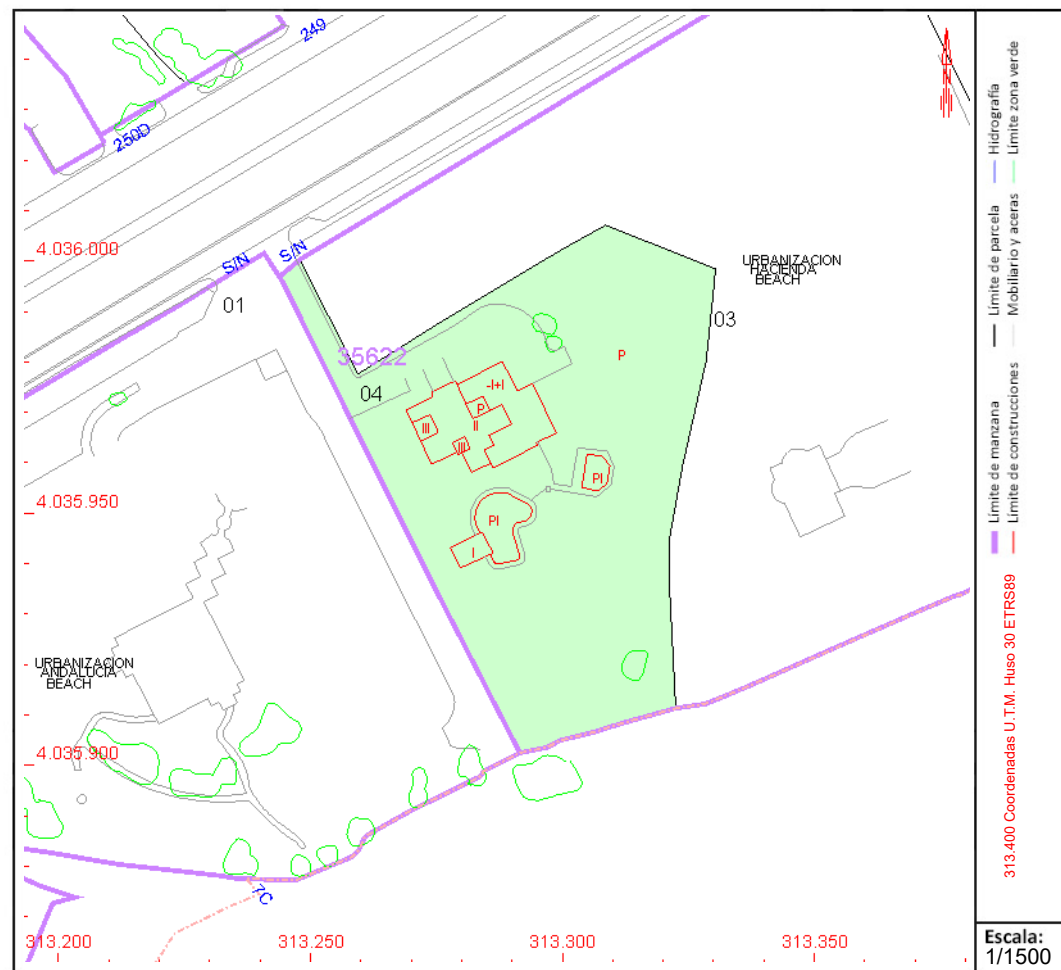 249
250D
4.036.000
S/N
S/N
URBANIZACION
HACIENDA
BEACH
01
03
35622
04
P
-I+I
P
II
III
III
PI
4.035.950
PI
I
URBANIZACION
ANDALUCIA
BEACH
4.035.900
7C
313.200
313.250
313.300
313.350
Hidrografía
Límite zona verde
Límite de parcela
Mobiliario y aceras
Límite de manzana
Límite de construcciones
313.400 Coordenadas U.T.M. Huso 30 ETRS89
Escala:
1/1500